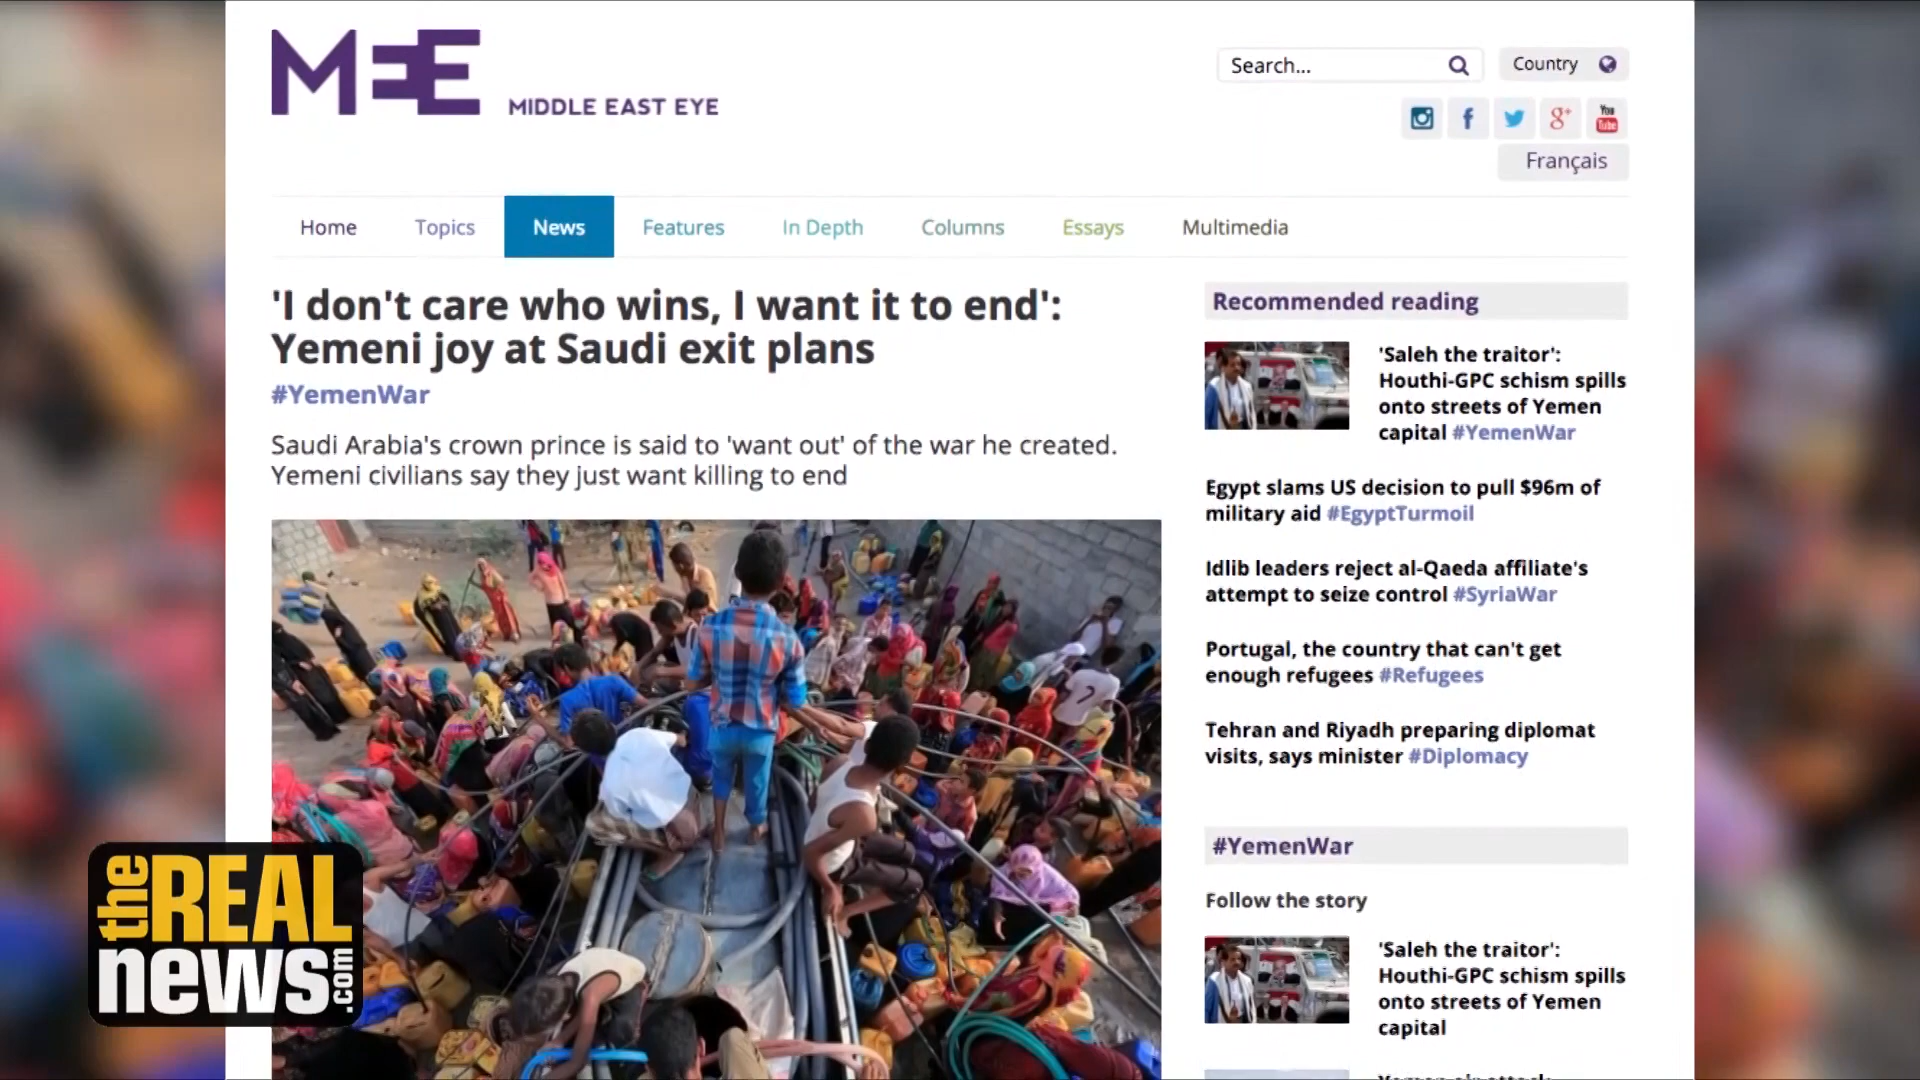 MEE
MIDDLE EAST EYE
Search...
Country
You
Tube
Français
Home
Topics
News
Features
In Depth
Columns
Essays
Multimedia
'I don't care who wins, I want it to end':
Yemeni joy at Saudi exit plans
#YemenWar
Saudi Arabia's crown prince is said to 'want out' of the war he created.
Yemeni civilians say they just want killing to end
Recommended reading
'Saleh the traitor':
Houthi-GPC schism spills
onto streets of Yemen
capital #YemenWar
Egypt slams US decision to pull $96m of
military aid #EgyptTurmoil
Idlib leaders reject al-Qaeda affiliate's
attempt to seize control #SyriaWar
Portugal, the country that can't get
enough refugees #Refugees
Tehran and Riyadh preparing diplomat
visits, says minister #Diplomacy
#YemenWar
Follow the story
'Saleh the traitor':
Houthi-GPC schism spills
onto streets of Yemen
capital
the REAL
news.com